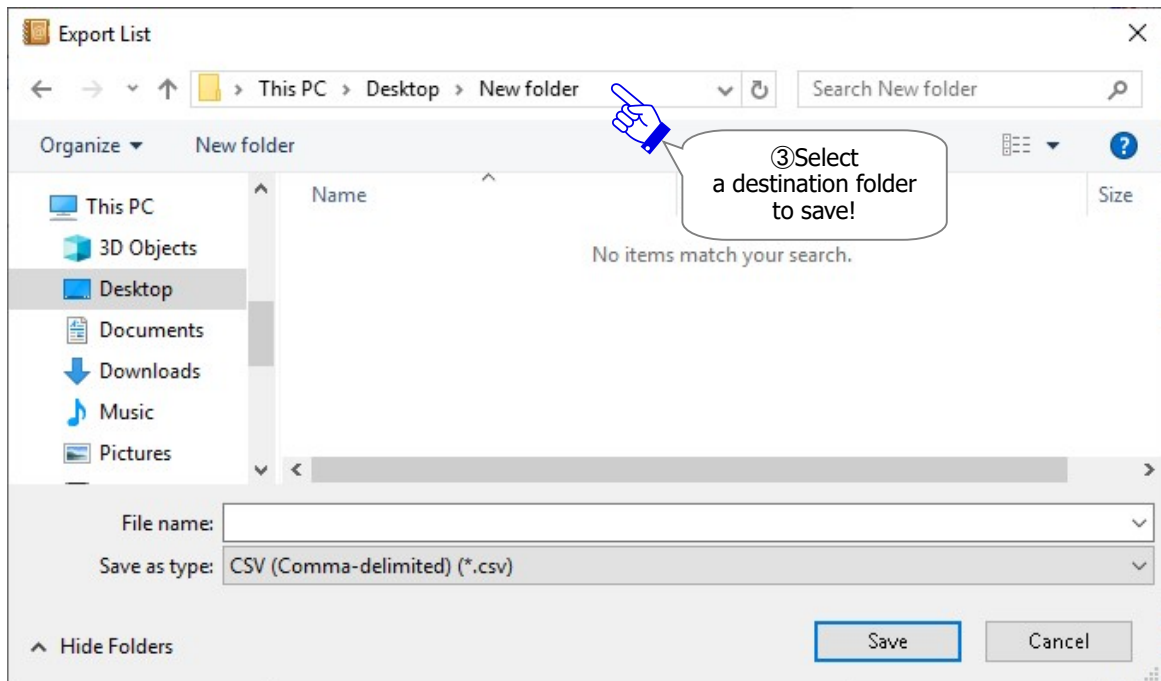 Export List
This PC > Desktop > New folder
Search New folder
Organize
New folder
③Select
a destination folder
to save!
Name
Size
This PC
3D Objects
Desktop
Documents
Downloads
Music
Pictures
No items match your search.
File name:
Save as type: CSV (Comma-delimited) (*.csv)
Hide Folders
Save
Cancel